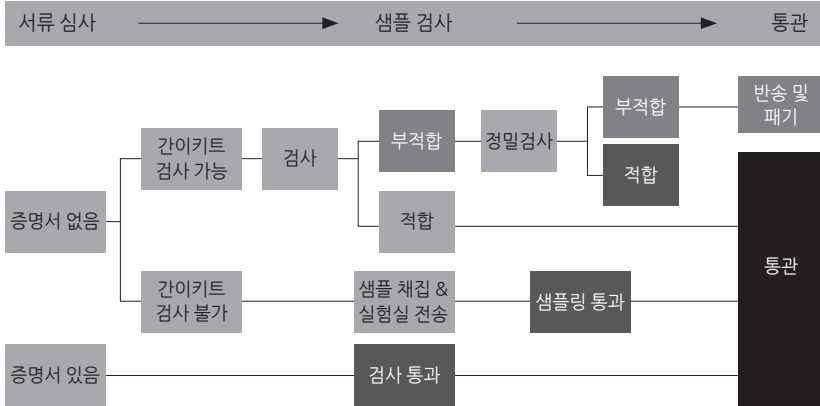 서류 심사
샘플 검사
통관
부적합
반송 및
폐기
간이키트
검사 가능
검사
부적합
정밀검사
적합
증명서 없음
적합
통관
간이키트
검사 불가
샘플 채집 &
실험실 전송
샘플링 통과
증명서 있음
검사 통과